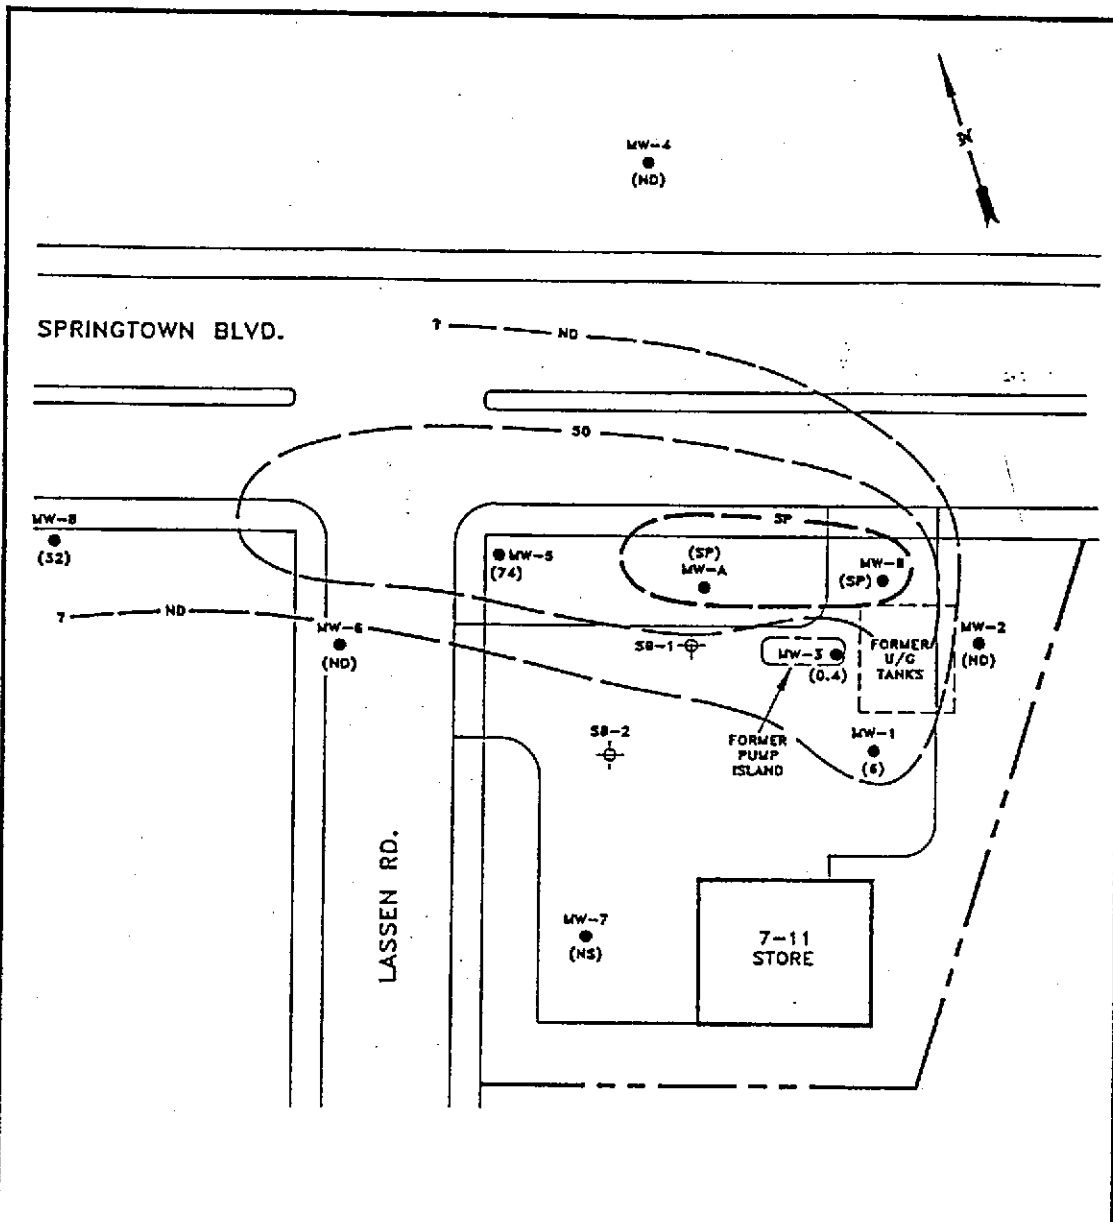 MW-4
(ND)
N
SPRINGTOWN BLVD.
?
ND
50
MW-8
(32)
MW-5
(74)
SP
(SP)
MW-A
MW-B
(SP)
?
ND
MW-6
(ND)
SB-1
MW-3
(0.4)
FORMER
U/G
TANKS
MW-2
(ND)
SB-2
FORMER
PUMP
ISLAND
MW-1
(6)
LASSEN RD.
MW-7
(NS)
7-11
STORE